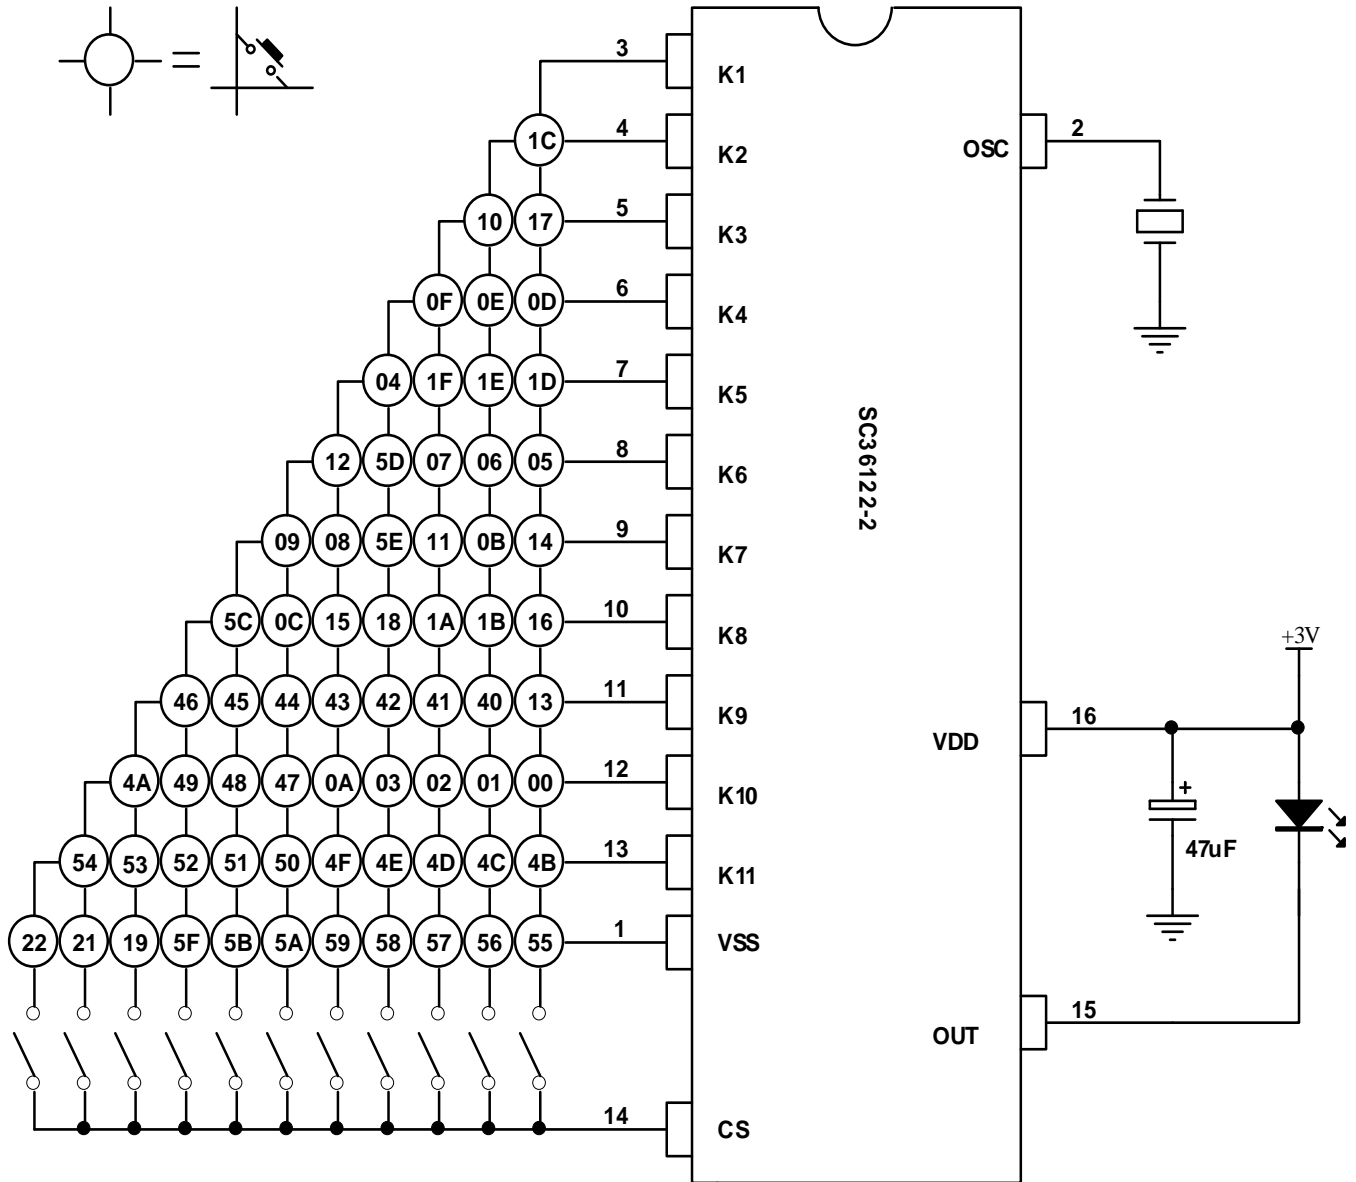 3
K1
1C 4
K2
OSC
2
10 17 5
K3
0F 0E 0D 6
K4
04 1F 1E 1D 7
K5
SC36122-2
12 5D 07 06 05 8
K6
09 08 5E 11 0B 14 9
K7
5C 0C 15 18 1A 1B 16 10
K8
+3V
46 45 44 43 42 41 40 13 11
K9
VDD
16
4A 49 48 47 0A 03 02 01 00 12
K10
+
47uF
54 53 52 51 50 4F 4E 4D 4C 4B 13
K11
22 21 19 5F 5B 5A 59 58 57 56 55 1
VSS
OUT
15
14
CS